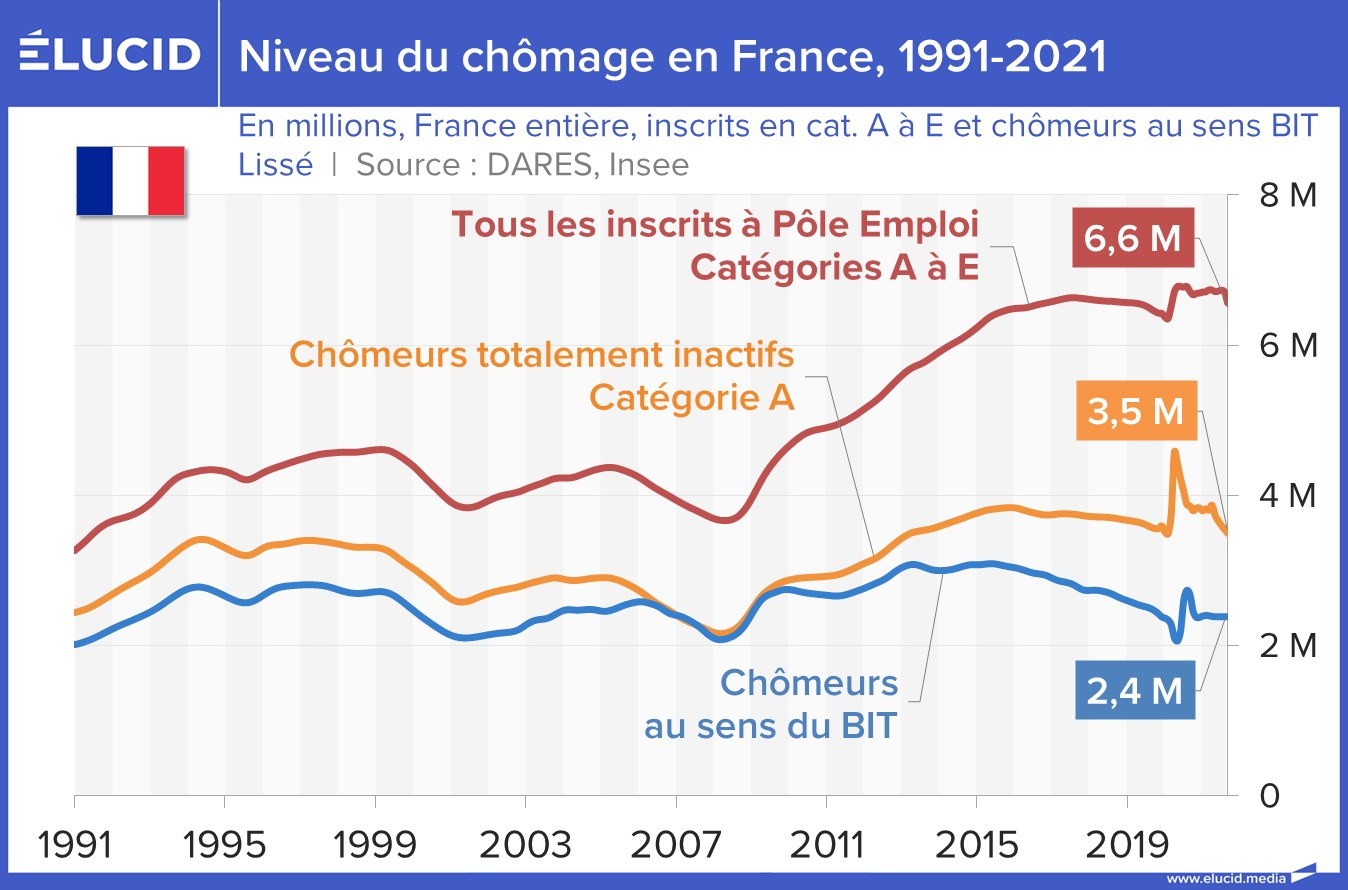 ÉLUCID
Niveau du chômage en France, 1991-2021
En millions, France entière, inscrits en cat. A à E et chômeurs au sens BIT
Lissé | Source : DARES, Insee
8 M
Tous les inscrits à Pôle Emploi
Catégories A à E
6,6 M
6 M
Chômeurs totalement inactifs
Catégorie A
3,5 M
4 M
2 M
Chômeurs
au sens du BIT
2,4 M
0
1991 1995 1999 2003 2007 2011 2015 2019
www.elucid.media